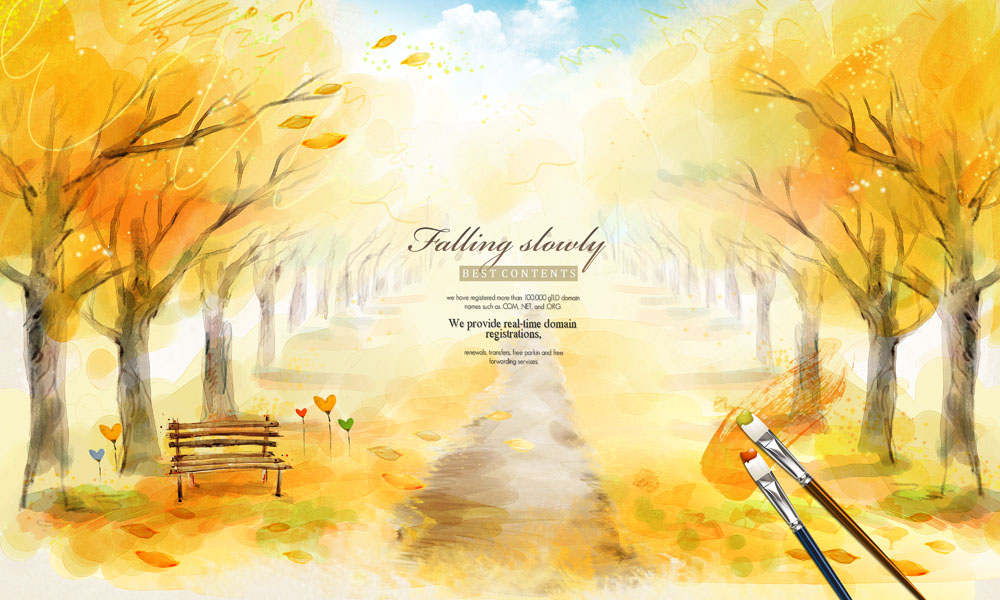 Falling slowly
BEST CONTENTS
we have registered more than 100,000 gTLD domain
names such as .COM, .NET, and .ORG.
We provide real-time domain
registrations,
renewals, transfers, free parkin and free
forwarding services.